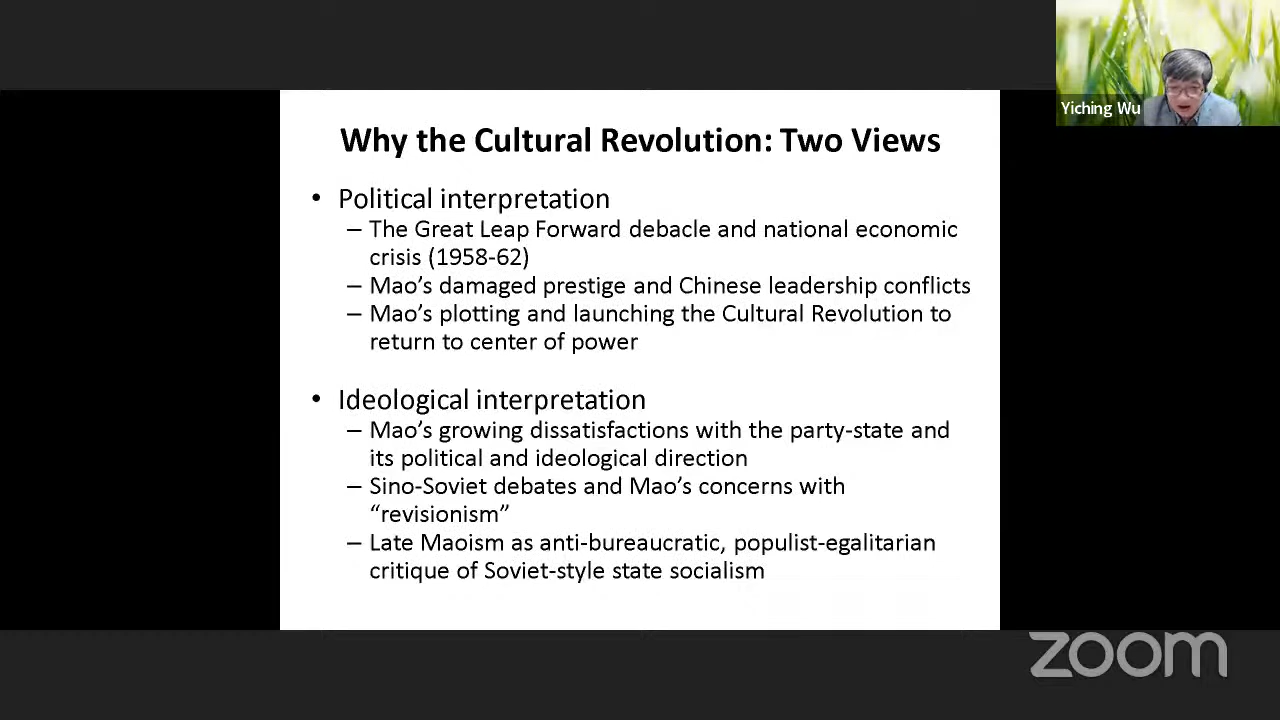 Yiching Wu
Why the Cultural Revolution: Two Views
• Political interpretation
– The Great Leap Forward debacle and national economic
crisis (1958-62)
– Mao’s damaged prestige and Chinese leadership conflicts
– Mao’s plotting and launching the Cultural Revolution to
return to center of power
• Ideological interpretation
– Mao’s growing dissatisfactions with the party-state and
its political and ideological direction
– Sino-Soviet debates and Mao’s concerns with
“revisionism”
– Late Maoism as anti-bureaucratic, populist-egalitarian
critique of Soviet-style state socialism
zoom